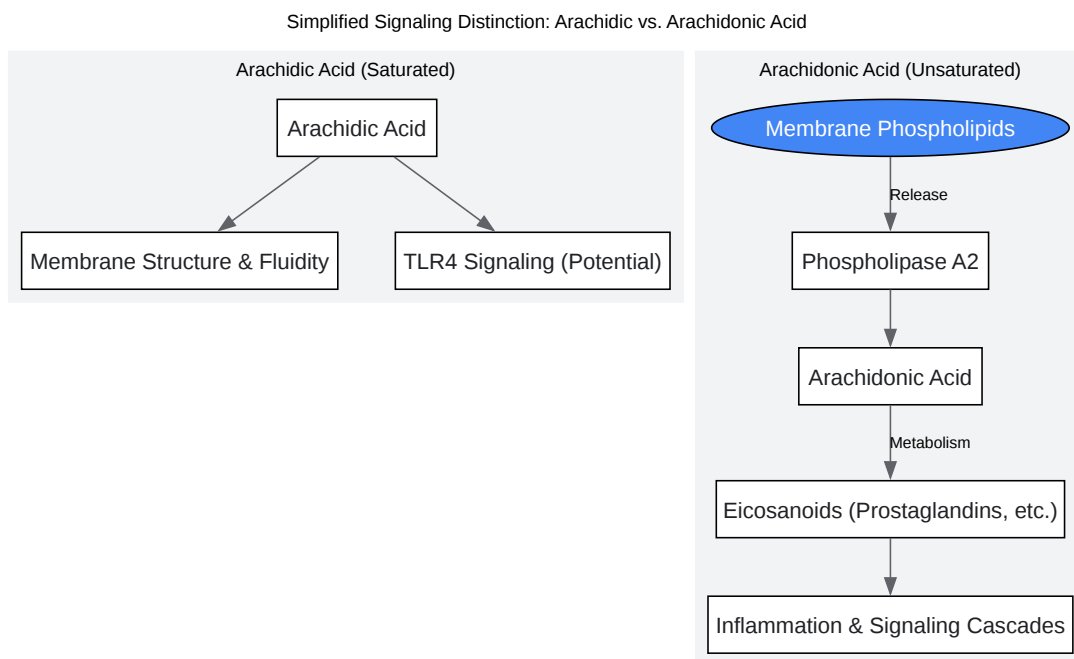 Simplified Signaling Distinction: Arachidic vs. Arachidonic Acid
Arachidic Acid (Saturated)
Arachidic Acid
Membrane Structure & Fluidity
TLR4 Signaling (Potential)
Arachidonic Acid (Unsaturated)
Membrane Phospholipids
Release
Phospholipase A2
Arachidonic Acid
Metabolism
Eicosanoids (Prostaglandins, etc.)
Inflammation & Signaling Cascades